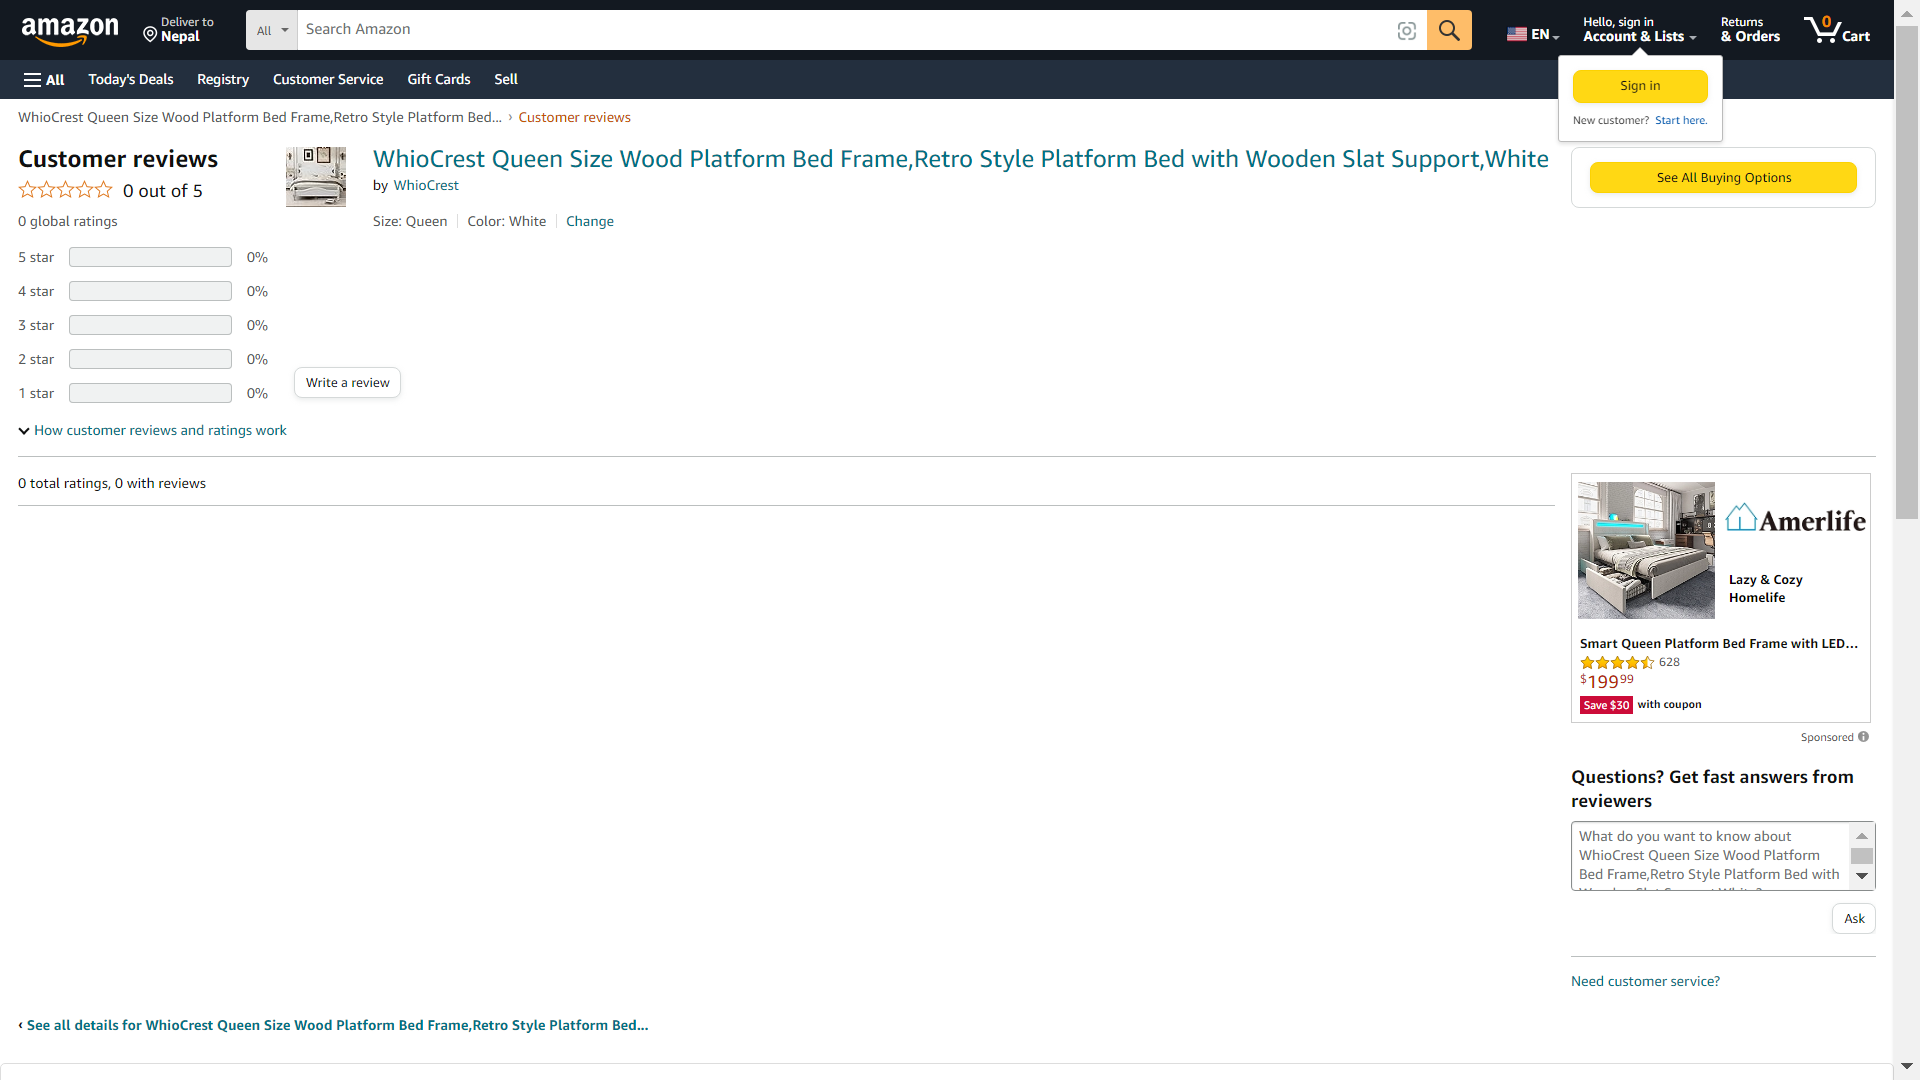 amazon
Deliver to
Nepal
All
Search Amazon
EN
Hello, sign in
Account & Lists
Returns
& Orders
0
Cart
All
Today's Deals
Registry
Customer Service
Gift Cards
Sell
Sign in
New customer? Start here.
WhioCrest Queen Size Wood Platform Bed Frame,Retro Style Platform Bed... › Customer reviews
Customer reviews
0 out of 5
0 global ratings
5 star 0%
4 star 0%
3 star 0%
2 star 0%
1 star 0%
How customer reviews and ratings work
WhioCrest Queen Size Wood Platform Bed Frame,Retro Style Platform Bed with Wooden Slat Support,White
by WhioCrest
Size: Queen
Color: White
Change
Write a review
See All Buying Options
0 total ratings, 0 with reviews
Amerlife
Lazy & Cozy
Homelife
Smart Queen Platform Bed Frame with LED...
628
$19999
Save $30 with coupon
Sponsored
Questions? Get fast answers from
reviewers
What do you want to know about
WhioCrest Queen Size Wood Platform
Bed Frame,Retro Style Platform Bed with
Ask
Need customer service?
‹ See all details for WhioCrest Queen Size Wood Platform Bed Frame,Retro Style Platform Bed...